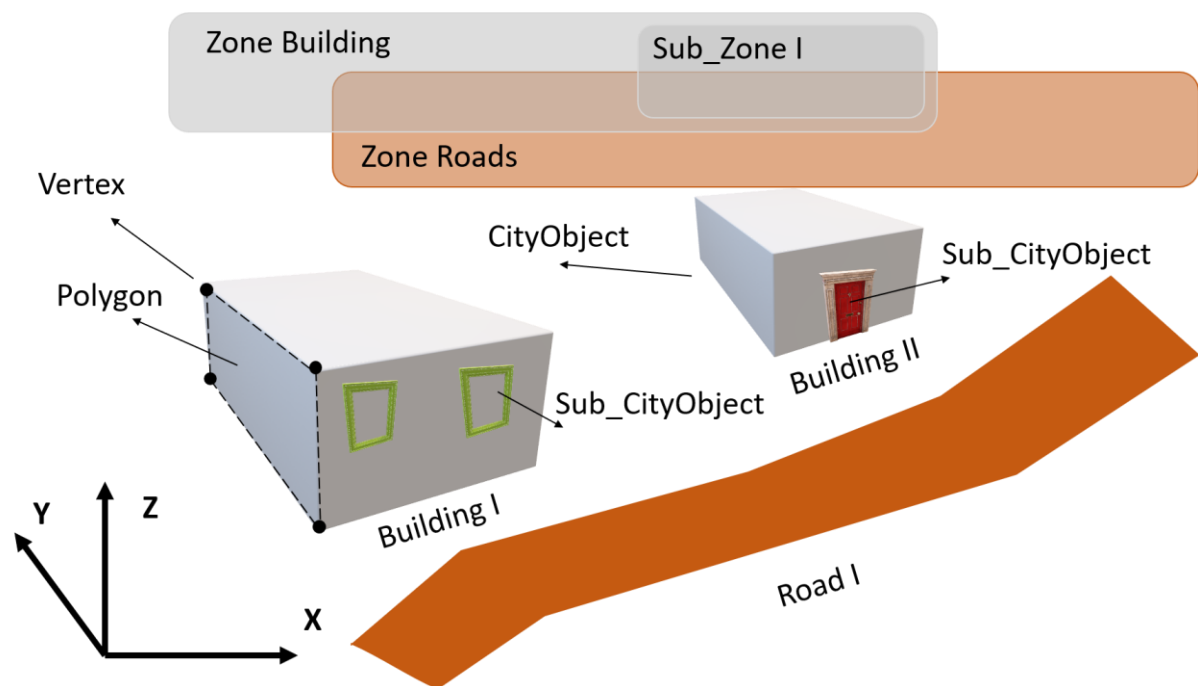 Zone Building
Sub_Zone I
Zone Roads
Vertex
CityObject
Sub_CityObject
Polygon
Building II
Sub_CityObject
Building I
Y
Z
X
Road I